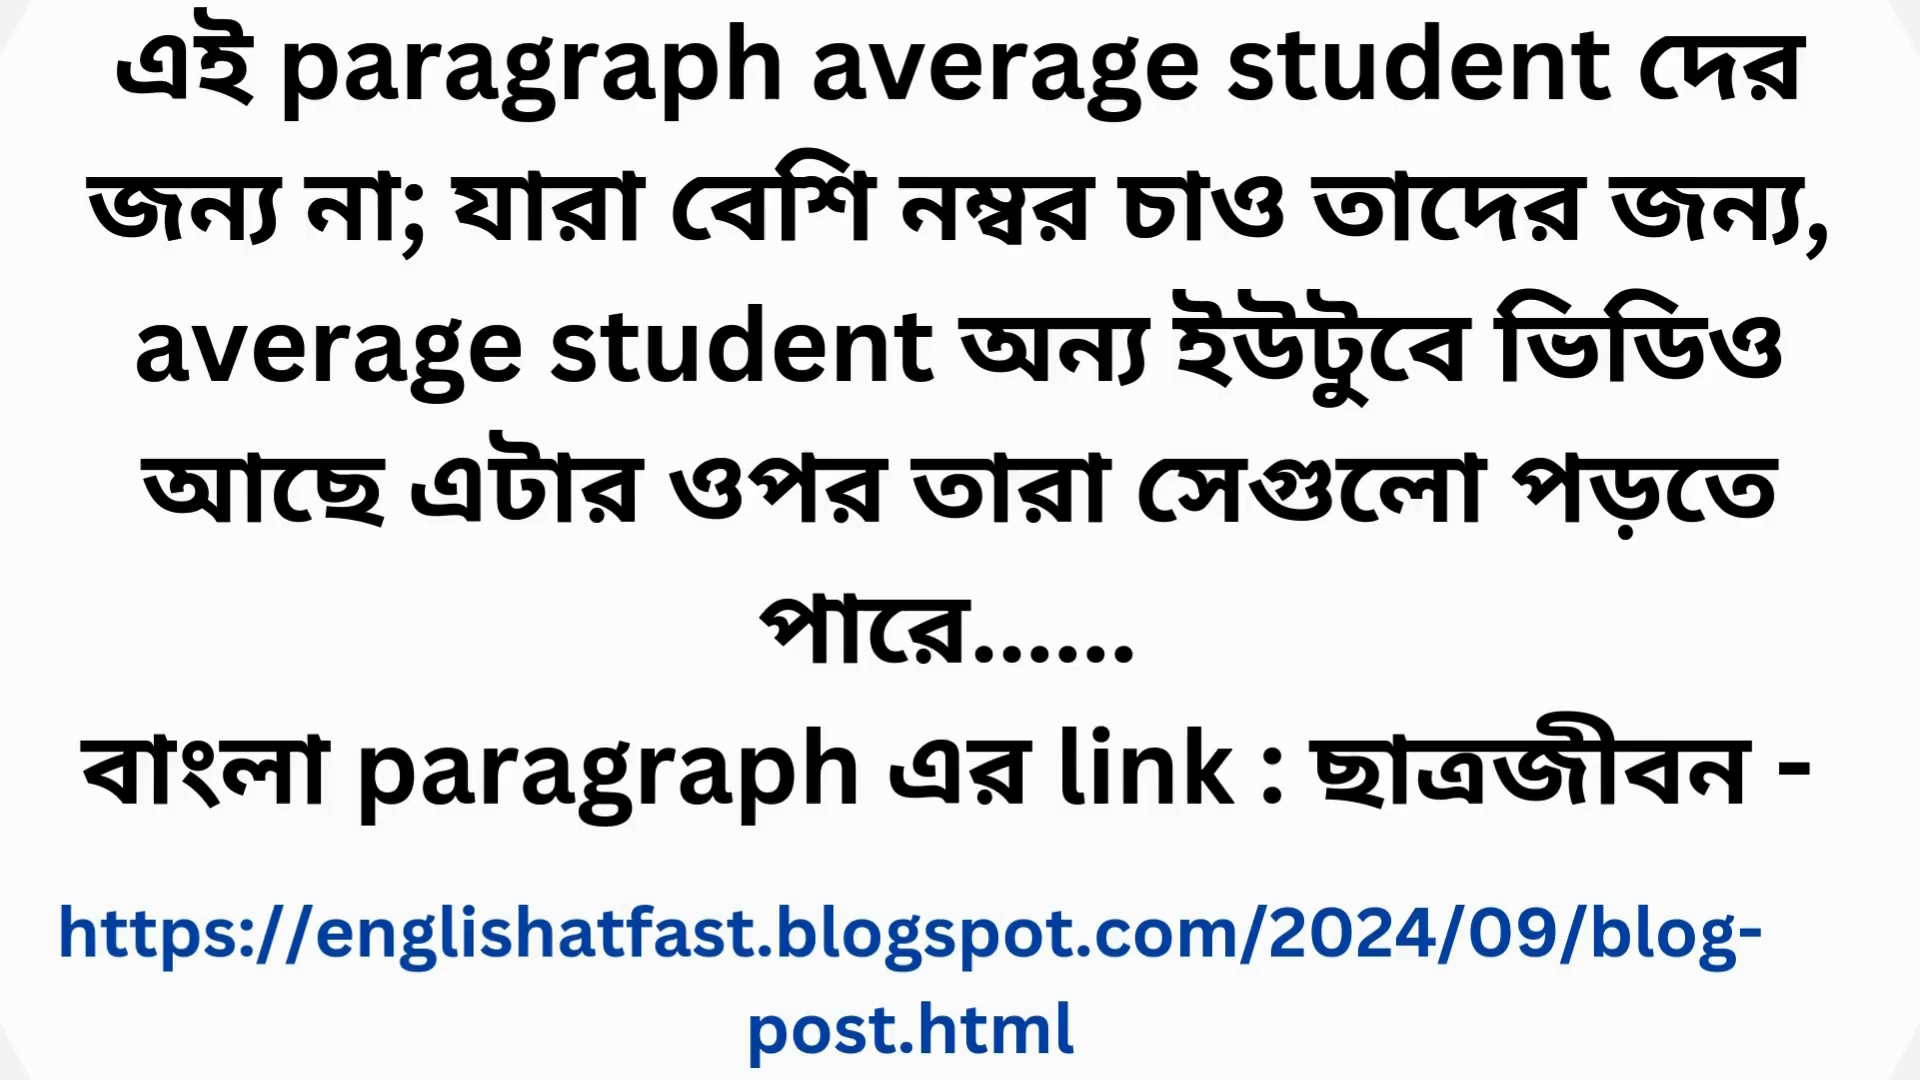 এই paragraph average student দের
জন্য না; যারা বেশি নম্বর চাও তাদের জন্য,
average student অন্য ইউটুবে ভিডিও
আছে এটার ওপর তারা সেগুলো পড়তে
পারে......
বাংলা paragraph এর link : ছাত্রজীবন -
https://englishatfast.blogspot.com/2024/09/blog-
post.html